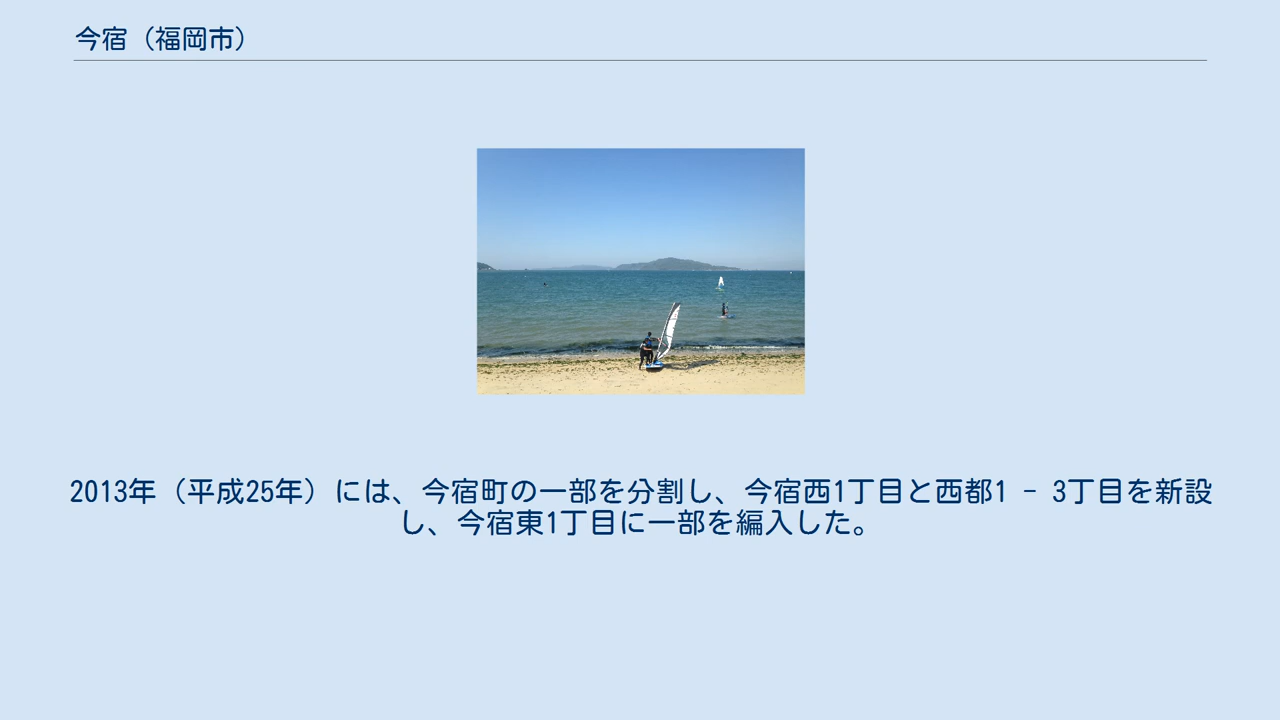 今宿（福岡市）
2013年（平成25年）には、今宿町の一部を分割し、今宿西1丁目と西都1 - 3丁目を新設
し、今宿東1丁目に一部を編入した。